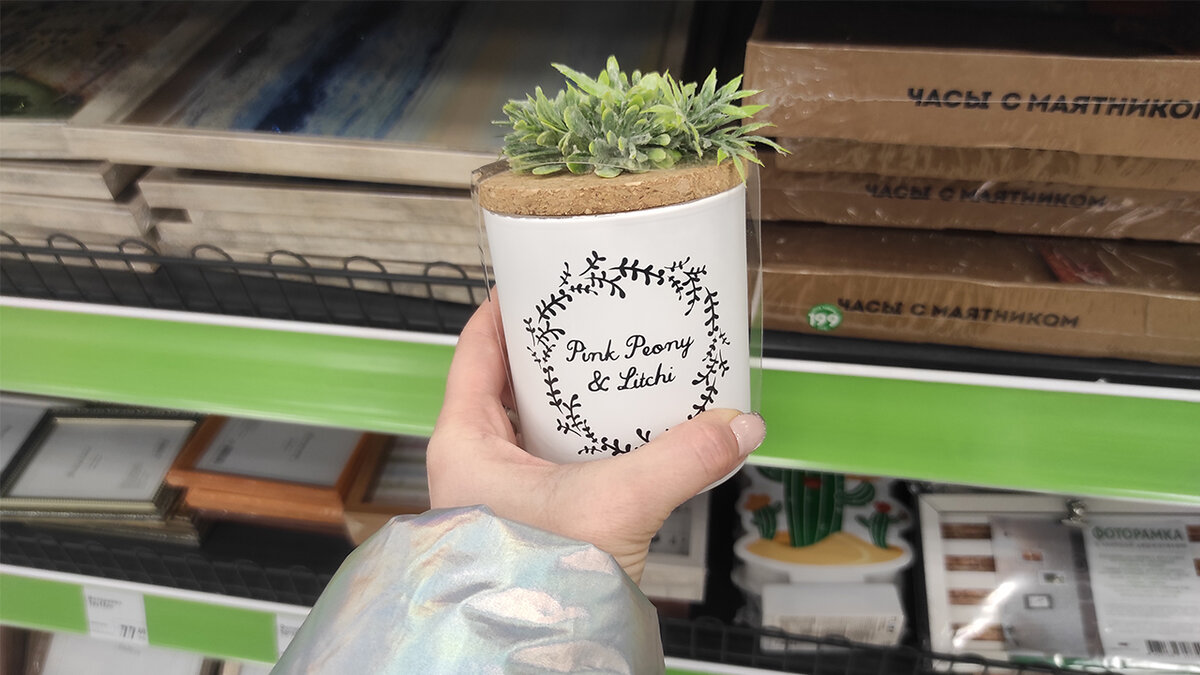 ЧАСЫ С МАЯТНИКОМ
ЧАСЫ С МАЯТНИКОМ
199 ЧАСЫ С МАЯТНИКОМ
Pink Peony
& Litchi
ФОТОРАМКА
77